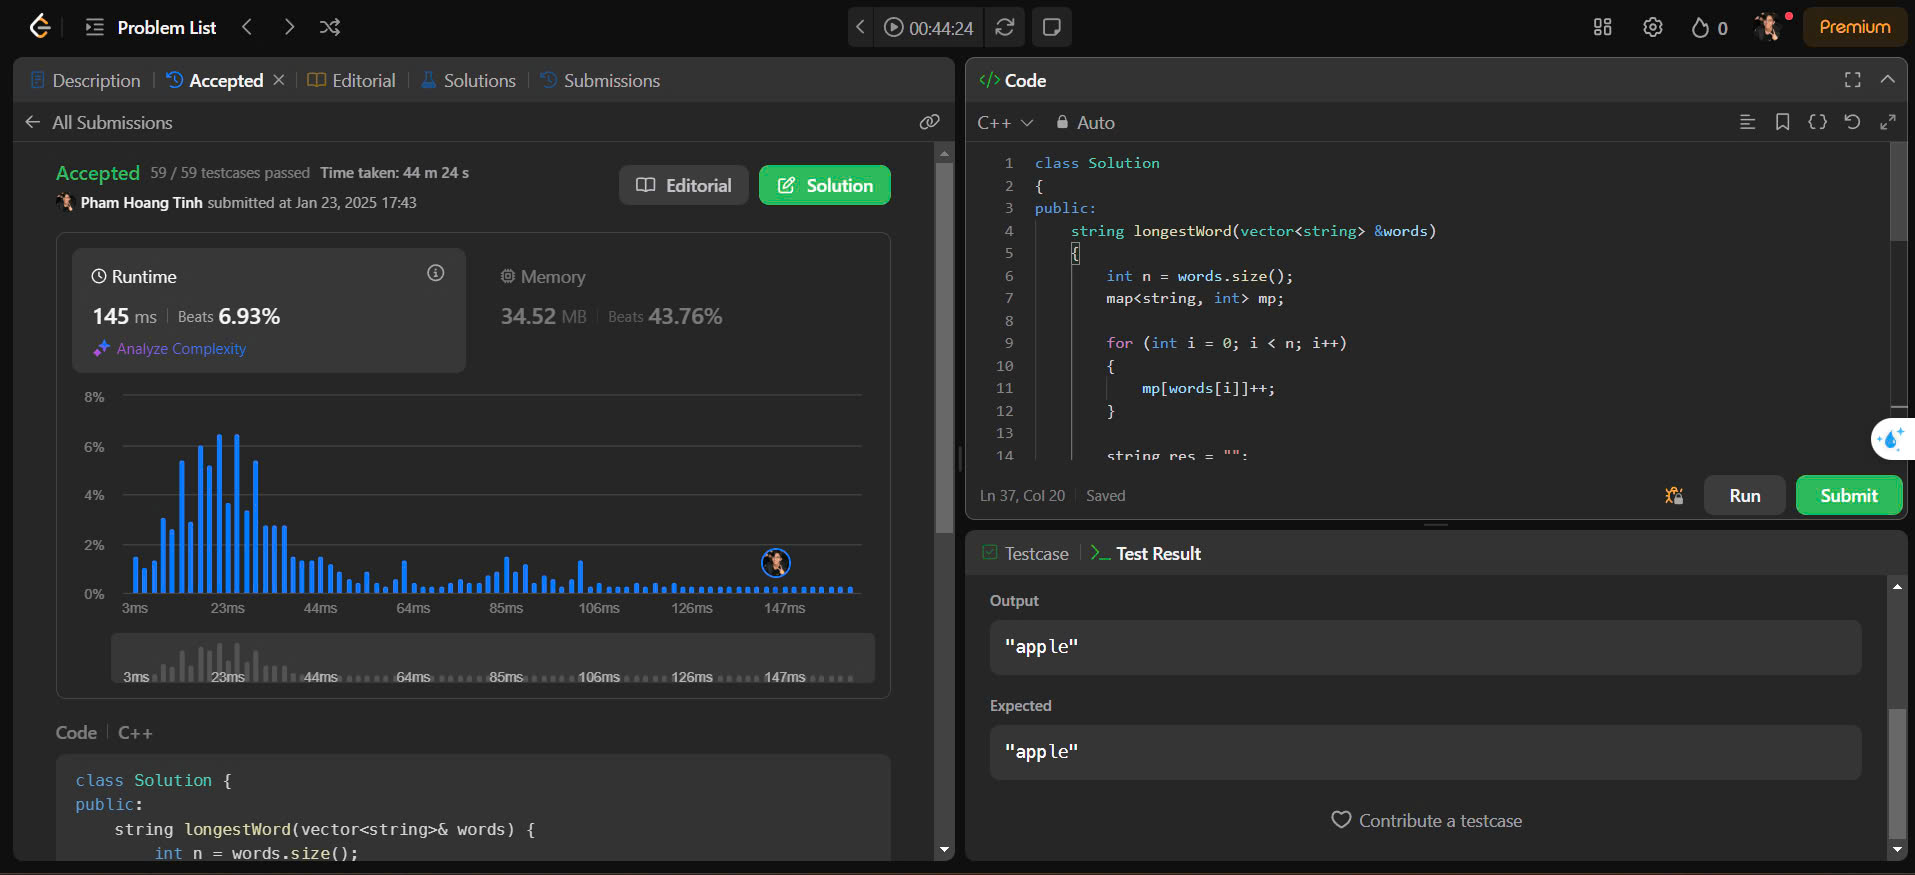 Problem List
00:44:24
0
Premium
Description
Accepted
Editorial
Solutions
Submissions
All Submissions
Accepted 59 / 59 testcases passed Time taken: 44 m 24 s
Pham Hoang Tinh submitted at Jan 23, 2025 17:43
Editorial
Solution
Runtime
145 ms Beats 6.93%
Analyze Complexity
Memory
34.52 MB Beats 43.76%
8%
6%
4%
2%
0%
3ms 23ms 44ms 64ms 85ms 106ms 126ms 147ms
3ms 23ms 44ms 64ms 85ms 106ms 126ms 147ms
Code C++
class Solution {
public:
string longestWord(vector<string>& words) {
int n = words.size();
</> Code
C++ Auto
1 class Solution
2 {
3 public:
4 string longestWord(vector<string> &words)
5 {
6 int n = words.size();
7 map<string, int> mp;
8
9 for (int i = 0; i < n; i++)
10 {
11 mp[words[i]]++;
12 }
13
14 string res = "";
Ln 37, Col 20 Saved
Run
Submit
Testcase
Test Result
Output
"apple"
Expected
"apple"
Contribute a testcase